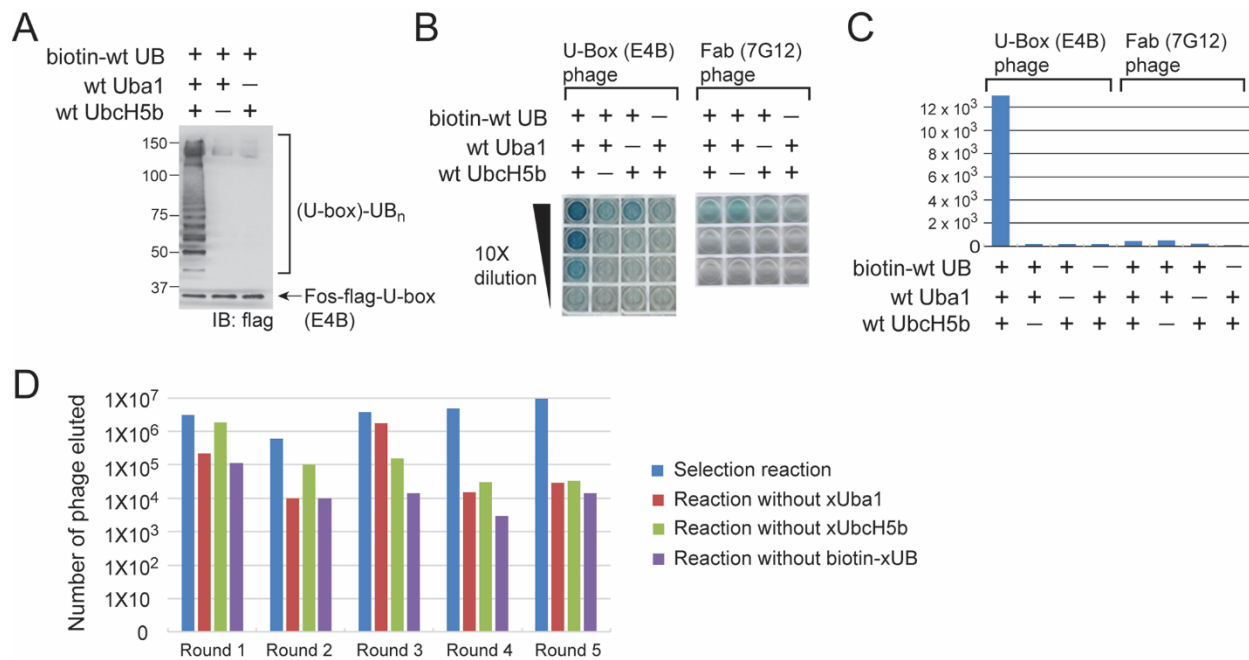 A
biotin-wt UB + + +
wt Uba1 + + –
wt UbcH5b + – +
150
100
75
50
37
(U-box)-UBn
Fos-flag-U-box
(E4B)
IB: flag
B
U-Box (E4B)
phage
Fab (7G12)
phage
biotin-wt UB + + + – + + + –
wt Uba1 + + – + + + – +
wt UbcH5b + – + + + – + +
10X
dilution
C
U-Box (E4B)
phage
Fab (7G12)
phage
12 x 10³
10 x 10³
8 x 10³
6 x 10³
4 x 10³
2 x 10³
0
biotin-wt UB + + + – + + + –
wt Uba1 + + – + + + – +
wt UbcH5b + – + + + – + +
D
Number of phage eluted
1X10⁷
1X10⁶
1X10⁵
1X10⁴
1X10³
1X10²
1X10
0
Round 1 Round 2 Round 3 Round 4 Round 5
Selection reaction
Reaction without xUba1
Reaction without xUbcH5b
Reaction without biotin-xUB